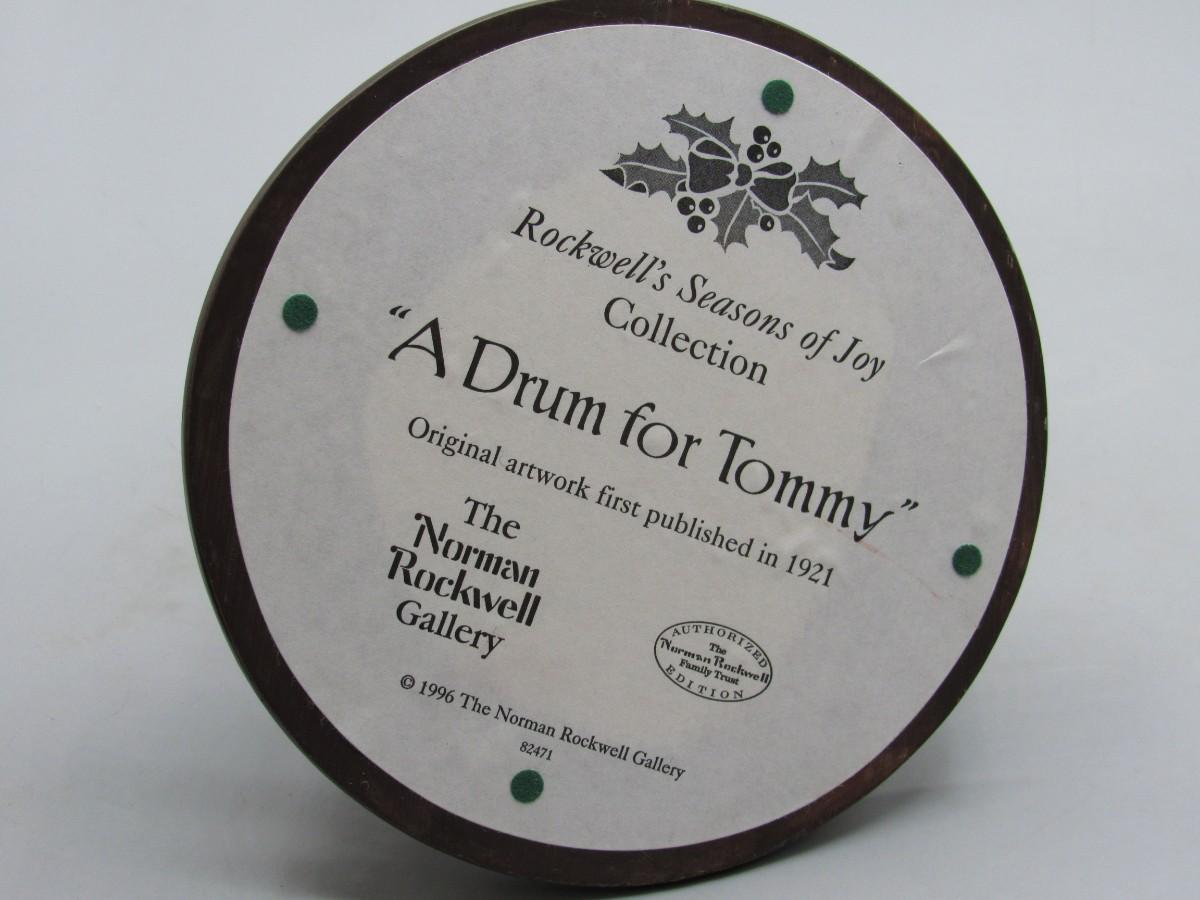 Rockwell's Seasons of Joy
Collection
“A Drum for Tommy”
Original artwork first published in 1921
The
Norman
Rockwell
Gallery
AUTHORIZED
The
Norman Rockwell
Family Trust
EDITION
© 1996 The Norman Rockwell Gallery
82471